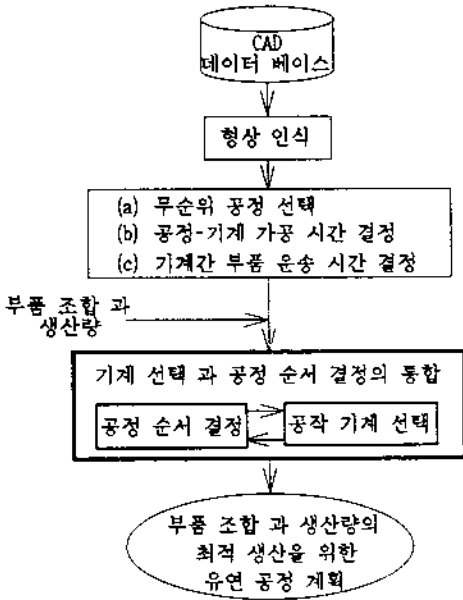 CAD
데이터 베이스
형상 인식
(a) 무순위 공정 선택
(b) 공정-기계 가공 시간 결정
(c) 기계간 부품 운송 시간 결정
부품 조합 과
생산량
기계 선택 과 공정 순서 결정의 통합
공정 순서 결정
공작 기계 선택
부품 조합 과 생산량의
최적 생산을 위한
유연 공정 계획